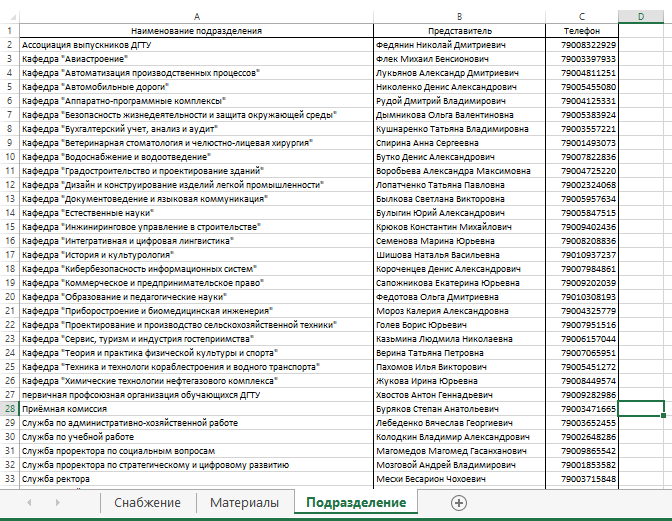 A B C D
1 Наименование подразделения Представитель Телефон
2 Ассоциация выпускников ДГТУ Федянин Николай Дмитриевич 79008322929
3 Кафедра "Авиастроение" Флек Михаил Бенсионович 79003397933
4 Кафедра "Автоматизация производственных процессов" Лукьянов Александр Дмитриевич 79004811251
5 Кафедра "Автомобильные дороги" Николенко Денис Александрович 79005455080
6 Кафедра "Аппаратно-программные комплексы" Рудой Дмитрий Владимирович 79004125331
7 Кафедра "Безопасность жизнедеятельности и защита окружающей среды" Дымникова Ольга Валентиновна 79005383924
8 Кафедра "Бухгалтерский учет, анализ и аудит" Кушнаренко Татьяна Владимировна 79003557221
9 Кафедра "Ветеринарная стоматология и челюстно-лицевая хирургия" Спирина Анна Сергеевна 79001493073
10 Кафедра "Водоснабжение и водоотведение" Бутко Денис Александрович 79007822836
11 Кафедра "Градостроительство и проектирование зданий" Воробьева Александра Максимовна 79004725220
12 Кафедра "Дизайн и конструирование изделий легкой промышленности" Лопатченко Татьяна Павловна 79002324068
13 Кафедра "Документоведение и языковая коммуникация" Былкова Светлана Викторовна 79005957634
14 Кафедра "Естественные науки" Булыгин Юрий Александрович 79005847515
15 Кафедра "Инжиниринговое управление в строительстве" Крюков Константин Михайлович 79009402436
16 Кафедра "Интегративная и цифровая лингвистика" Семенова Марина Юрьевна 79008208836
17 Кафедра "История и культурология" Шишова Наталья Васильевна 79010937237
18 Кафедра "Кибербезопасность информационных систем" Короченцев Денис Александрович 79007984861
19 Кафедра "Коммерческое и предпринимательское право" Сапожникова Екатерина Юрьевна 79009202039
20 Кафедра "Образование и педагогические науки" Федотова Ольга Дмитриевна 79010308193
21 Кафедра "Приборостроение и биомедицинская инженерия" Мороз Калерия Александровна 79004325779
22 Кафедра "Проектирование и производство сельскохозяйственной техники" Голев Борис Юрьевич 79007951516
23 Кафедра "Сервис, туризм и индустрия гостеприимства" Казьмина Людмила Николаевна 79006157044
24 Кафедра "Теория и практика физической культуры и спорта" Верина Татьяна Петровна 79007065951
25 Кафедра "Техника и технологи кораблестроения и водного транспорта" Пахомов Илья Викторович 79005451272
26 Кафедра "Химические технологии нефтегазового комплекса" Жукова Ирина Юрьевна 79008449574
27 первичная профсоюзная организация обучающихся ДГТУ Хвостов Антон Геннадьевич 79009282986
28 Приёмная комиссия Буряков Степан Анатольевич 79003471665
29 Служба по административно-хозяйственной работе Лебеденко Вячеслав Георгиевич 79003652455
30 Служба по учебной работе Колодкин Владимир Александрович 79002648286
31 Служба проректора по социальным вопросам Магомедов Магомед Гасанханович 79009865542
32 Служба проректора по стратегическому и цифровому развитию Мозговой Андрей Владимирович 79001853582
33 Служба ректора Месхи Бесарион Чохоевич 79003715848
Снабжение Материалы Подразделение